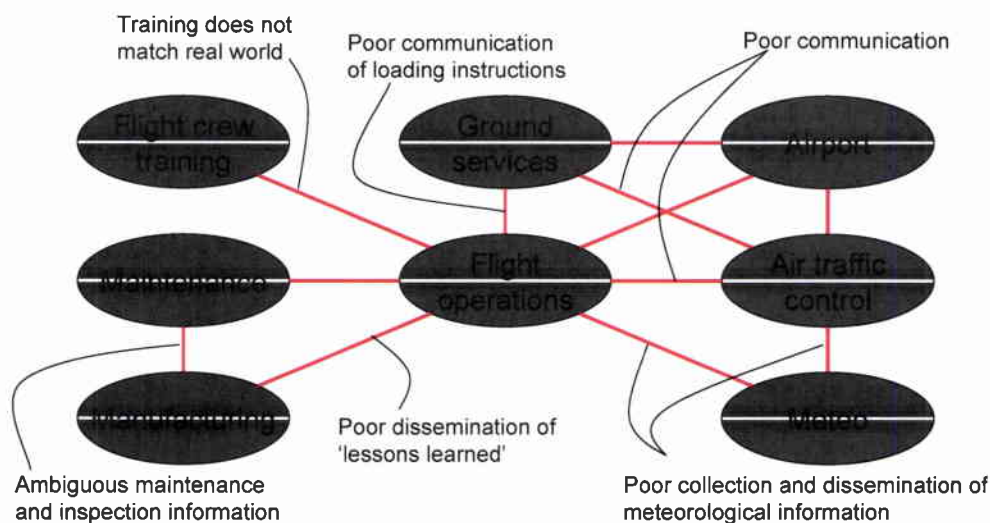 Training does not
match real world
Poor communication
of loading instructions
Poor communication
Flight crew
training
Ground
services
Airport
Maintenance
Flight
operations
Air traffic
control
Manufacturing
Meteo
Poor dissemination of
‘lessons learned’
Ambiguous maintenance
and inspection information
Poor collection and dissemination of
meteorological information